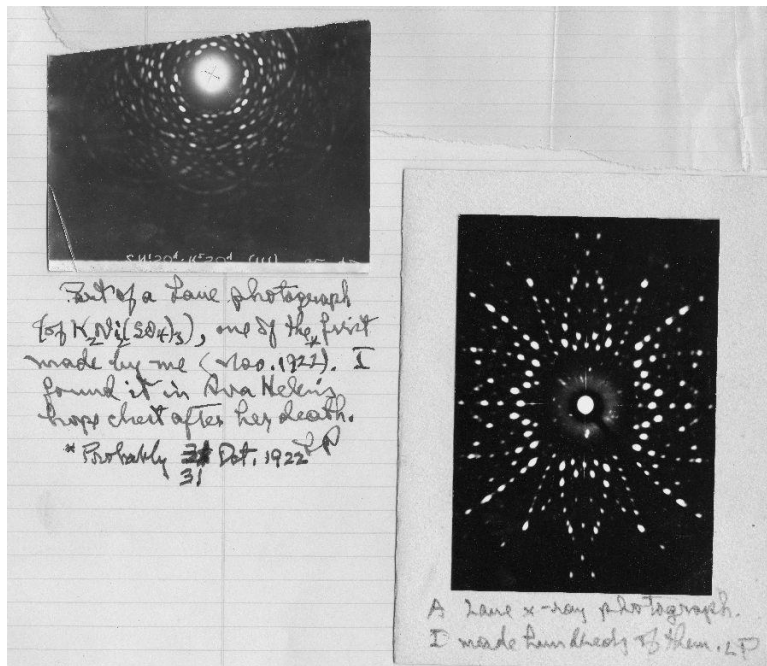 Part of a Laue photograph
(of K2Ni2(SO4)3), one of the* first
made by me (Nov. 1922). I
found it in Ava Helen's
hope chest after her death.
* Probably 31 Oct. 1922 LP
31
A Laue x-ray photograph.
I made hundreds of them. LP